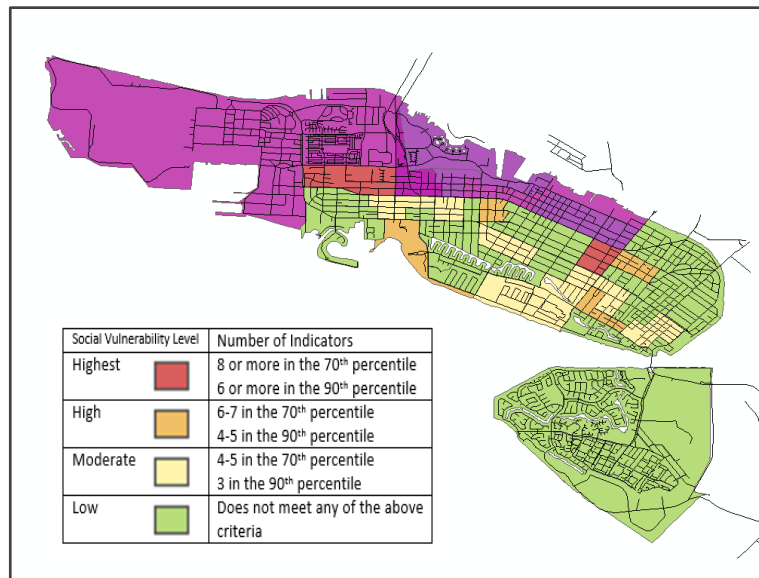 Social Vulnerability Level Number of Indicators
Highest 8 or more in the 70th percentile
6 or more in the 90th percentile
High 6-7 in the 70th percentile
4-5 in the 90th percentile
Moderate 4-5 in the 70th percentile
3 in the 90th percentile
Low Does not meet any of the above
criteria